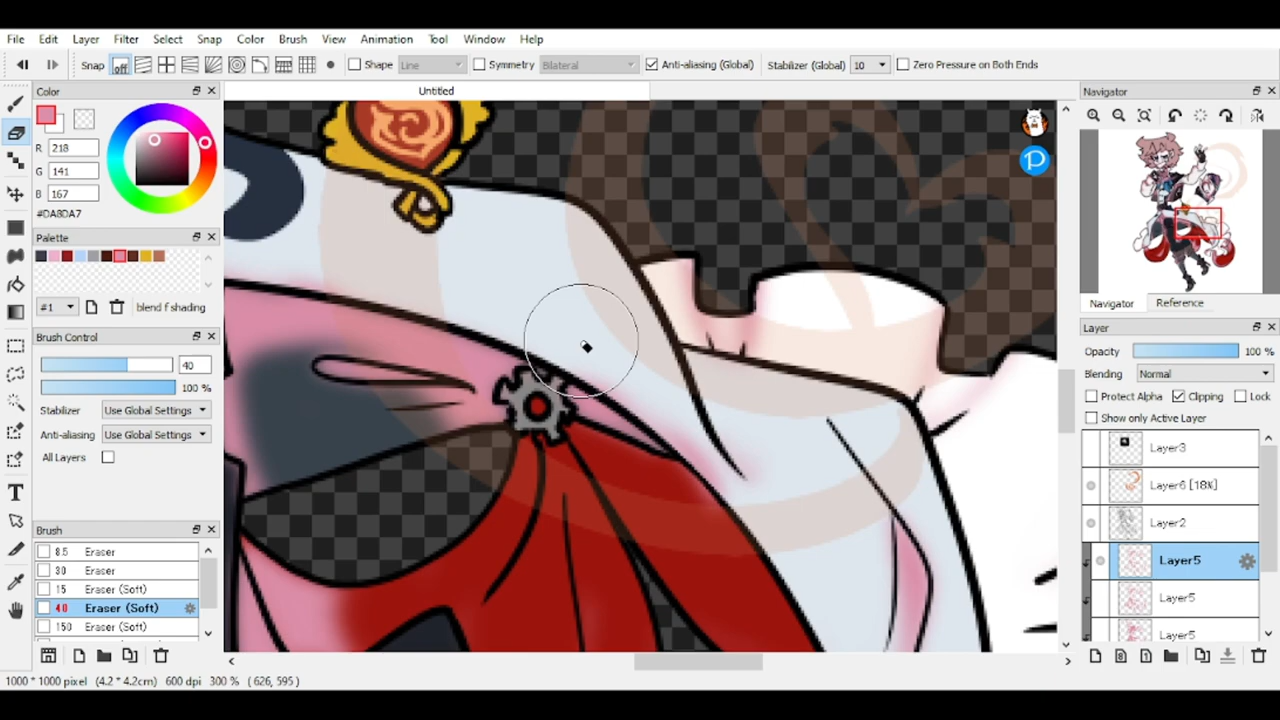 File Edit Layer Filter Select Snap Color Brush View Animation Tool Window Help
Snap off Shape Line Symmetry Bilateral Anti-aliasing (Global) Stabilizer (Global) 10 Zero Pressure on Both Ends
Color
R 218
G 141
B 167
#DA8DA7
Palette
#1 blend f shading
Brush Control
40
100 %
Stabilizer Use Global Settings
Anti-aliasing Use Global Settings
All Layers
T
Brush
8.5 Eraser
30 Eraser
15 Eraser (Soft)
40 Eraser (Soft)
150 Eraser (Soft)
Untitled
P
Navigator
Navigator Reference
Layer
Opacity 100 %
Blending Normal
Protect Alpha Clipping Lock
Show only Active Layer
Layer3
Layer6 [18%]
Layer2
Layer5
Layer5
Layer5
8 1
1000 * 1000 pixel (4.2 * 4.2cm) 600 dpi 300 % ( 626, 595 )